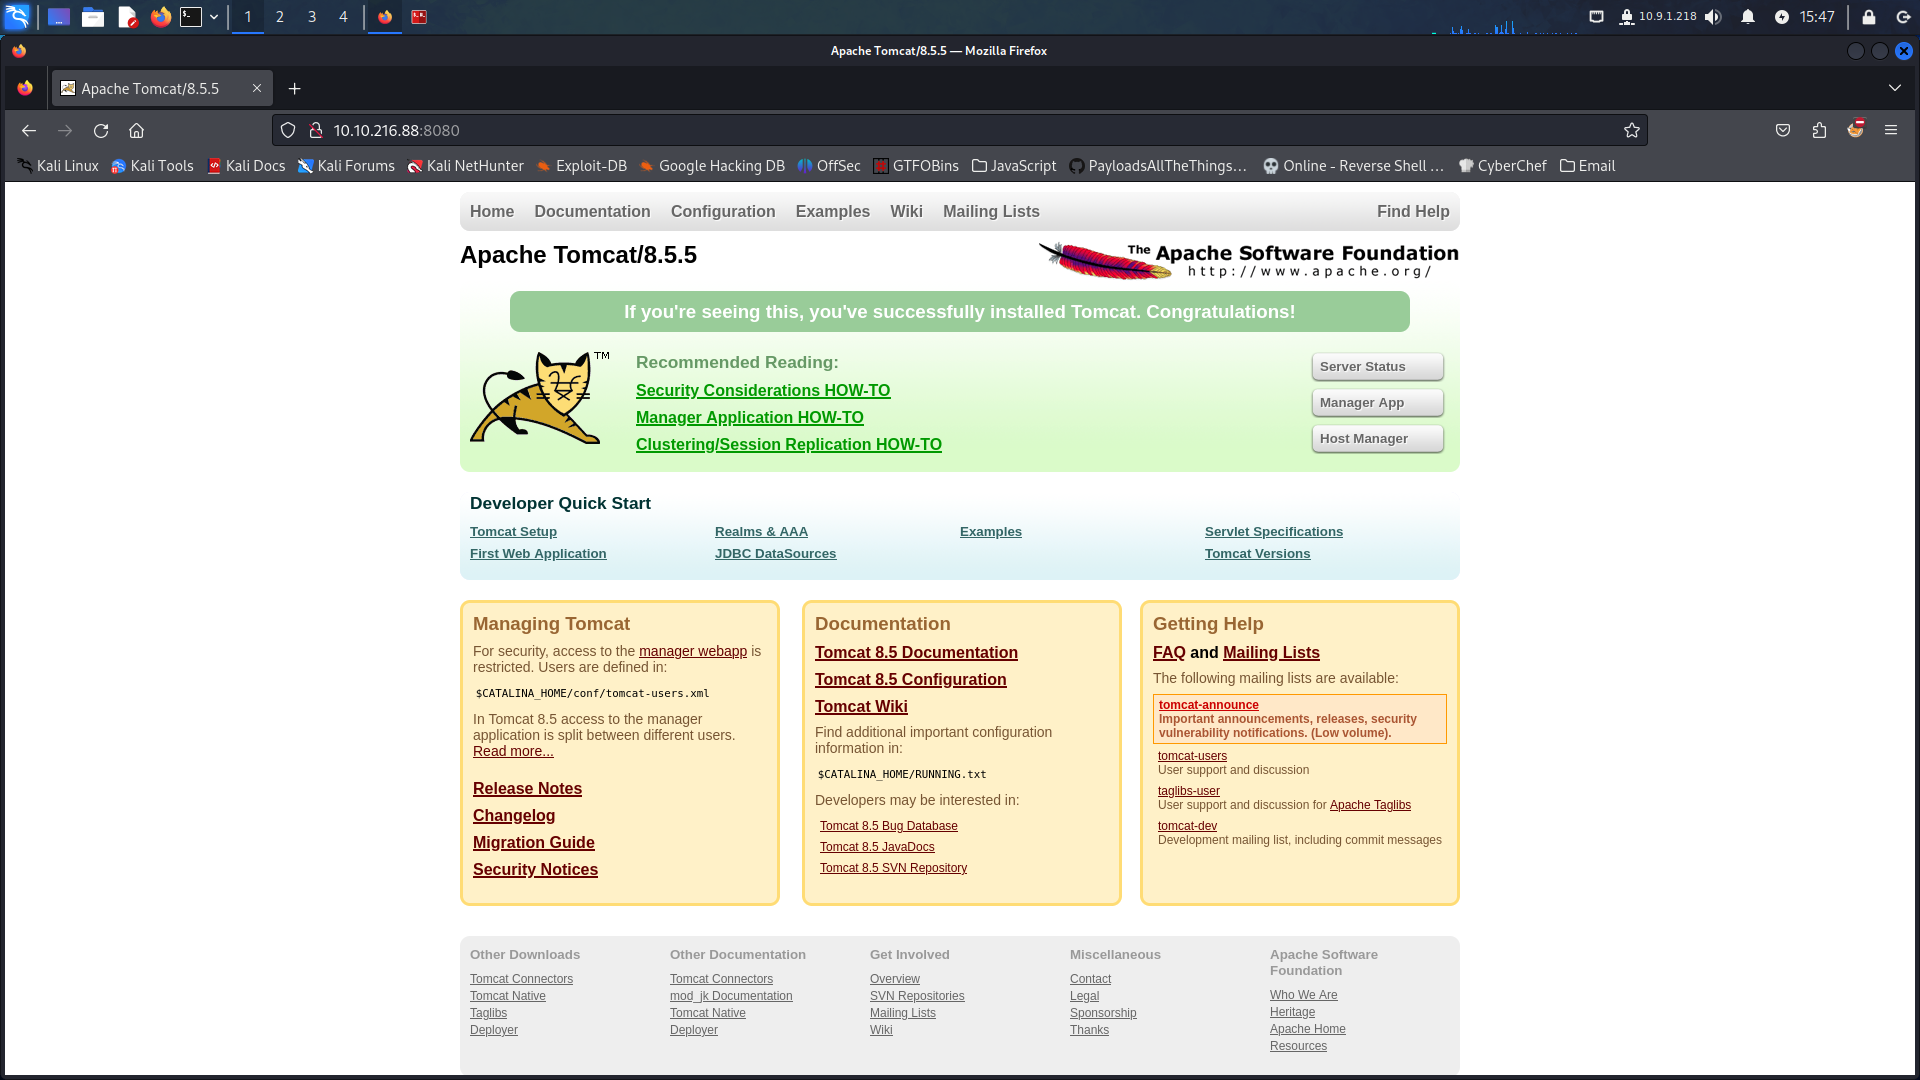 1 2 3 4 10.9.1.218 15:47
Apache Tomcat/8.5.5 — Mozilla Firefox
Apache Tomcat/8.5.5
10.10.216.88:8080
Kali Linux Kali Tools Kali Docs Kali Forums Kali NetHunter Exploit-DB Google Hacking DB OffSec GTFOBins JavaScript PayloadsAllTheThings… Online - Reverse Shell … CyberChef Email
Home Documentation Configuration Examples Wiki Mailing Lists Find Help
Apache Tomcat/8.5.5
The Apache Software Foundation
http://www.apache.org/
If you're seeing this, you've successfully installed Tomcat. Congratulations!
TM
Recommended Reading:
Security Considerations HOW-TO
Manager Application HOW-TO
Clustering/Session Replication HOW-TO
Server Status
Manager App
Host Manager
Developer Quick Start
Tomcat Setup
First Web Application
Realms & AAA
JDBC DataSources
Examples
Servlet Specifications
Tomcat Versions
Managing Tomcat
For security, access to the manager webapp is
restricted. Users are defined in:
$CATALINA_HOME/conf/tomcat-users.xml
In Tomcat 8.5 access to the manager
application is split between different users.
Read more...
Release Notes
Changelog
Migration Guide
Security Notices
Documentation
Tomcat 8.5 Documentation
Tomcat 8.5 Configuration
Tomcat Wiki
Find additional important configuration
information in:
$CATALINA_HOME/RUNNING.txt
Developers may be interested in:
Tomcat 8.5 Bug Database
Tomcat 8.5 JavaDocs
Tomcat 8.5 SVN Repository
Getting Help
FAQ and Mailing Lists
The following mailing lists are available:
tomcat-announce
Important announcements, releases, security
vulnerability notifications. (Low volume).
tomcat-users
User support and discussion
taglibs-user
User support and discussion for Apache Taglibs
tomcat-dev
Development mailing list, including commit messages
Other Downloads
Tomcat Connectors
Tomcat Native
Taglibs
Deployer
Other Documentation
Tomcat Connectors
mod_jk Documentation
Tomcat Native
Deployer
Get Involved
Overview
SVN Repositories
Mailing Lists
Wiki
Miscellaneous
Contact
Legal
Sponsorship
Thanks
Apache Software
Foundation
Who We Are
Heritage
Apache Home
Resources